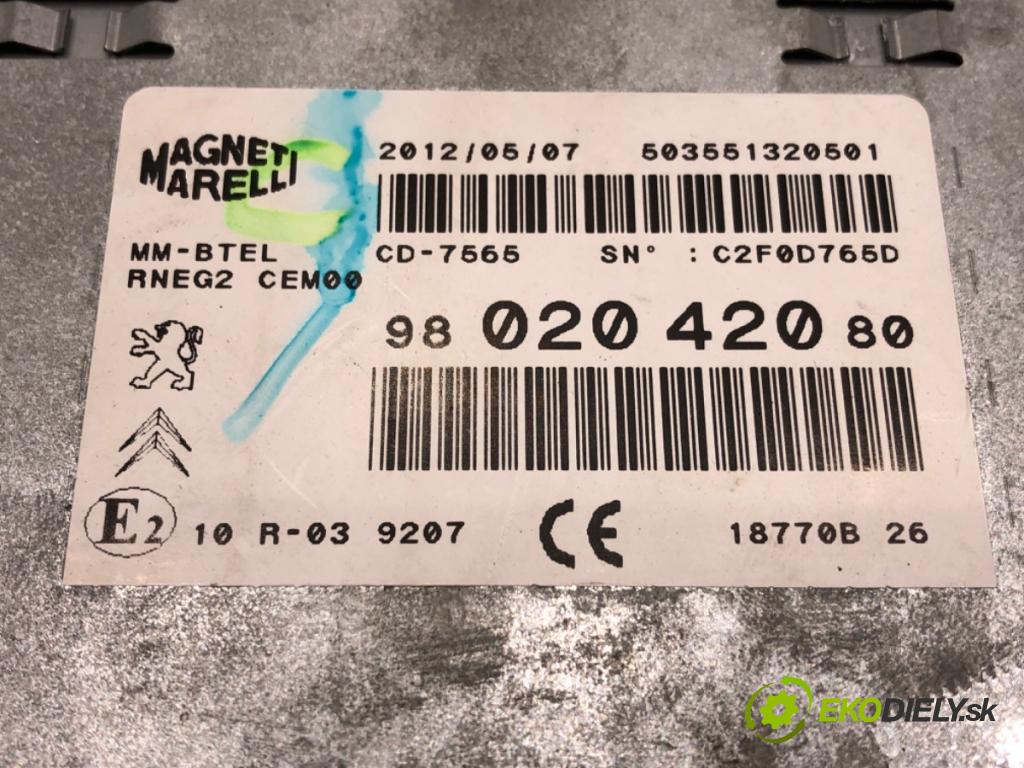 MAGNETI
MARELLI
2012/05/07 503551320501
MM-BTEL CD-7565 SN° : C2F0D765D
RNEG2 CEM00
98 020 420 80
E2 10 R-03 9207 CE 18770B 26
EKODIELY.sk